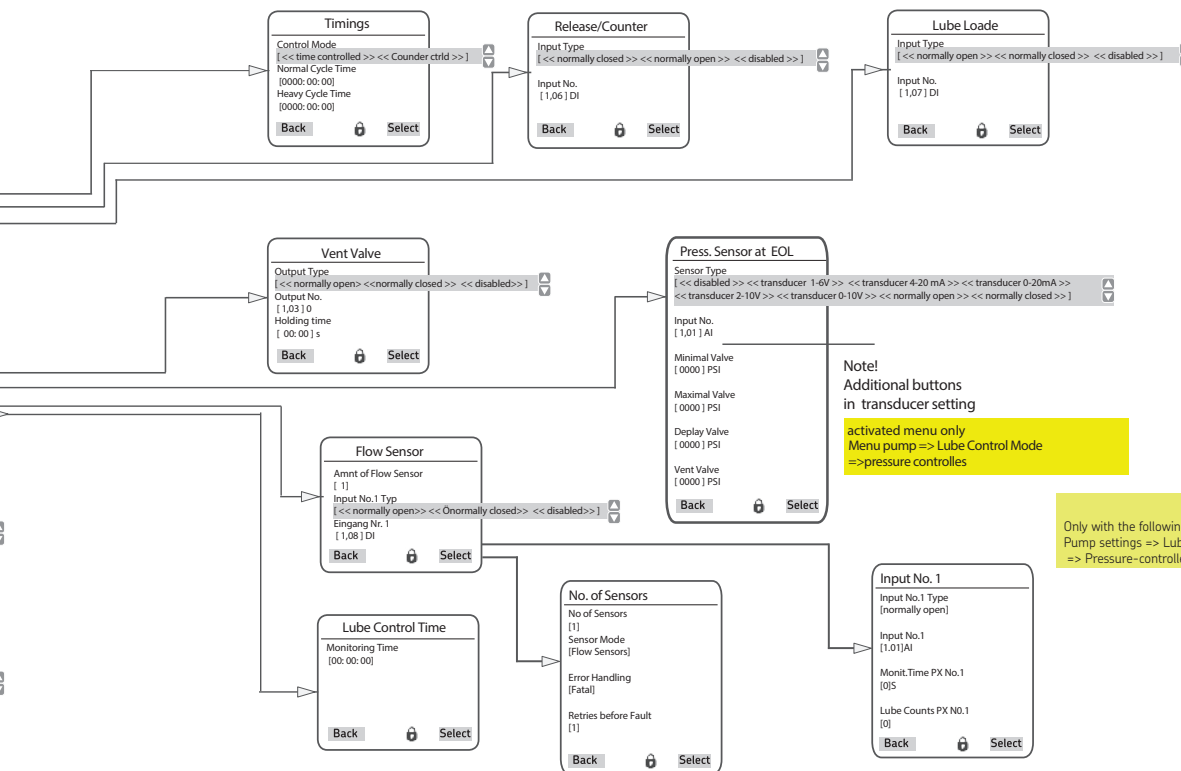 Timings
Control Mode
[ << time controlled >> << Counder ctrld >> ]
Normal Cycle Time
[0000: 00: 00]
Heavy Cycle Time
[0000: 00: 00]
Back Select
Release/Counter
Input Type
[ << normally closed >> << normally open >> << disabled >> ]
Input No.
[ 1,06 ] DI
Back Select
Lube Loade
Input Type
[ << normally open >> << normally closed >> << disabled >> ]
Input No.
[ 1,07 ] DI
Back Select
Vent Valve
Output Type
[ << normally open> <<normally closed >> << disabled>> ]
Output No.
[ 1,03 ] 0
Holding time
[ 00: 00 ] s
Back Select
Press. Sensor at EOL
Sensor Type
[ << disabled >> << transducer 1-6V >> << transducer 4-20 mA >> << transducer 0-20mA >>
<< transducer 2-10V >> << transducer 0-10V >> << normally open >> << normally closed >> ]
Input No.
[ 1,01 ] AI
Minimal Valve
[ 0000 ] PSI
Maximal Valve
[ 0000 ] PSI
Deplay Valve
[ 0000 ] PSI
Vent Valve
[ 0000 ] PSI
Back Select
Note!
Additional buttons
in transducer setting
activated menu only
Menu pump => Lube Control Mode
=>pressure controlles
Flow Sensor
Amnt of Flow Sensor
[ 1]
Input No.1 Typ
[ << normally open>> << Önormally closed>> << disabled>> ]
Eingang Nr. 1
[ 1,08 ] DI
Back Select
Only with the followin
Pump settings => Lub
=> Pressure-controlle
Lube Control Time
Monitoring Time
[00: 00: 00]
Back Select
No. of Sensors
No of Sensors
[1]
Sensor Mode
[Flow Sensors]
Error Handling
[Fatal]
Retries before Fault
[1]
Back Select
Input No. 1
Input No.1 Type
[normally open]
Input No.1
[1.01]AI
Monit.Time PX No.1
[0]S
Lube Counts PX N0.1
[0]
Back Select